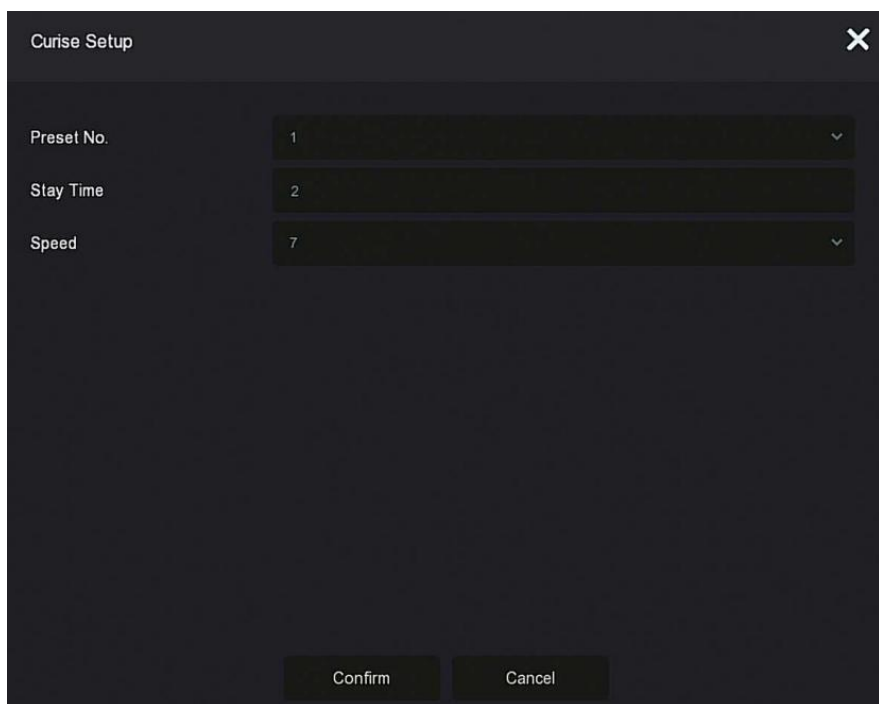 Curise Setup
Preset No. 1
Stay Time 2
Speed 7
Confirm Cancel